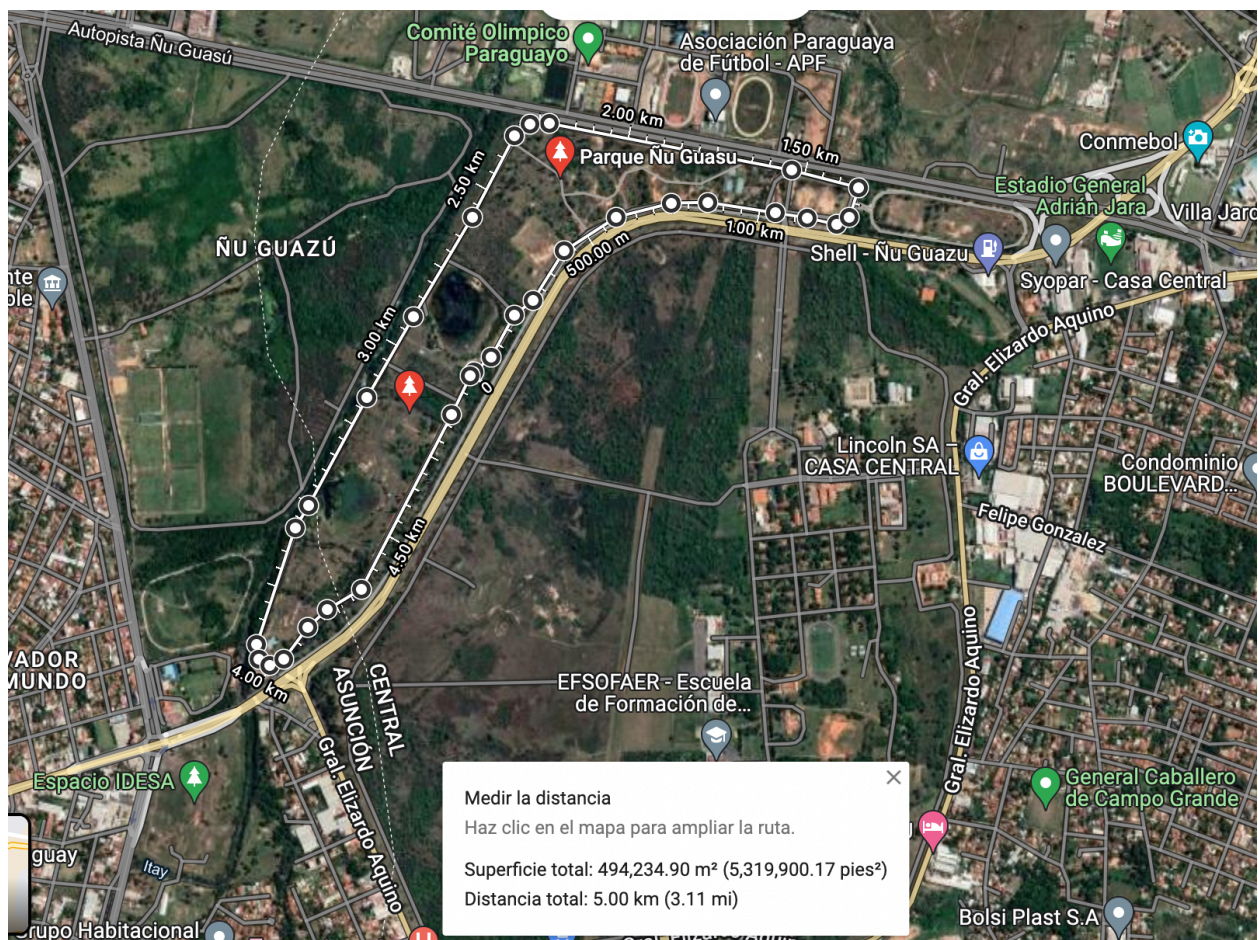 Autopista Ñu Guasú
Comité Olimpico
Paraguayo
Asociación Paraguaya
de Fútbol - APF
2.00 km
1.50 km
Conmebol
Parque Ñu Guasu
2.50 km
Estadio General
Adrián Jara
Villa Jard
ÑU GUAZÚ
1.00 km
500.00 m
Shell - Ñu Guazu
Syopar - Casa Central
nte
ble
Gral. Elizardo Aquino
3.00 km
0
Lincoln SA –
CASA CENTRAL
Condominio
BOULEVARD...
Felipe Gonzalez
4.50 km
Gral. Elizardo Aquino
VADOR
MUNDO
4.00 km
CENTRAL
ASUNCIÓN
EFSOFAER - Escuela
de Formación de...
Espacio IDESA
Gral. Elizardo Aquino
General Caballero
de Campo Grande
Medir la distancia
Haz clic en el mapa para ampliar la ruta.
Superficie total: 494,234.90 m² (5,319,900.17 pies²)
Distancia total: 5.00 km (3.11 mi)
guay
Itay
Grupo Habitacional
Bolsi Plast S.A